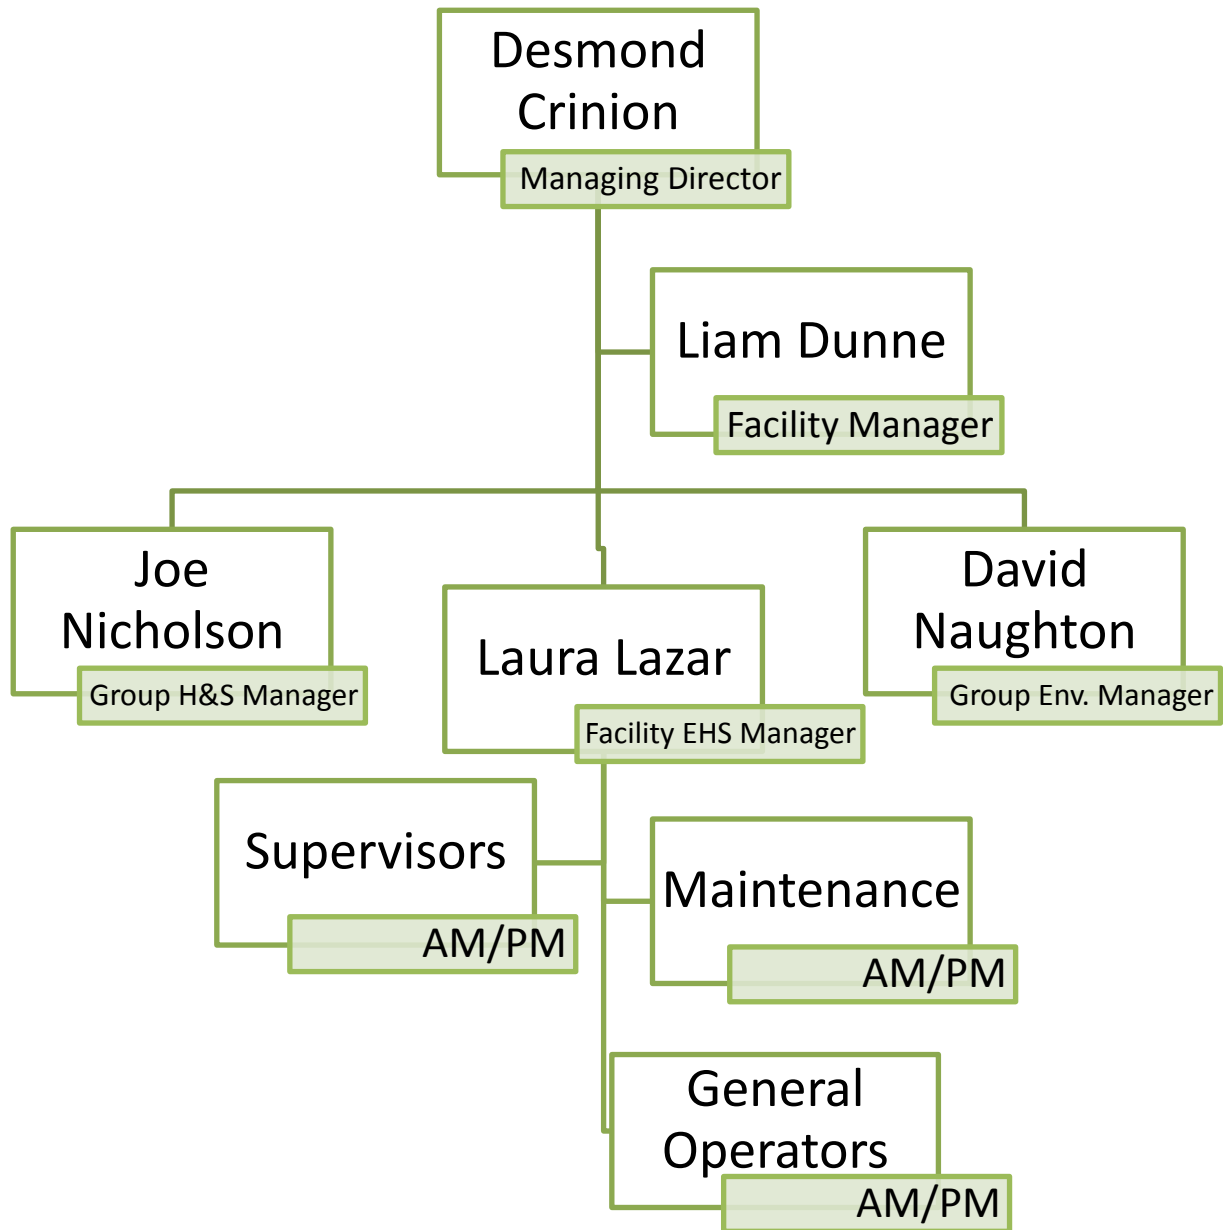 Desmond
Crinion
Managing Director
Liam Dunne
Facility Manager
Joe
Nicholson
Group H&S Manager
Laura Lazar
Facility EHS Manager
David
Naughton
Group Env. Manager
Supervisors
AM/PM
Maintenance
AM/PM
General
Operators
AM/PM